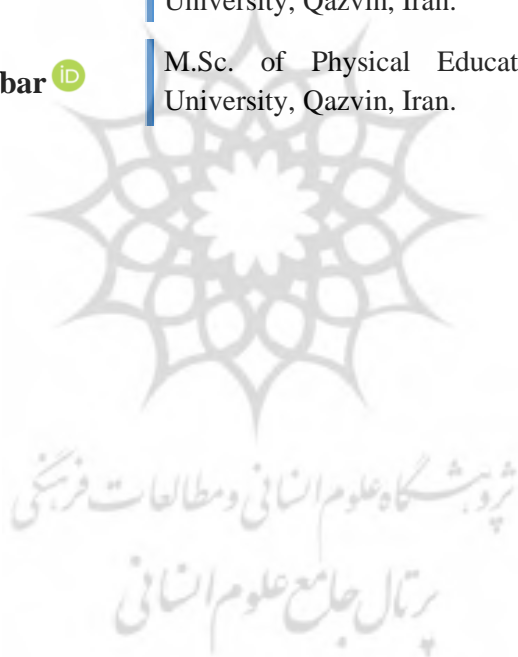 University, Qazvin, Iran.
bar iD
M.Sc. of Physical Educat
University, Qazvin, Iran.
پژوهشگاه علوم انسانی و مطالعات فرهنگی
پرتال جامع علوم انسانی